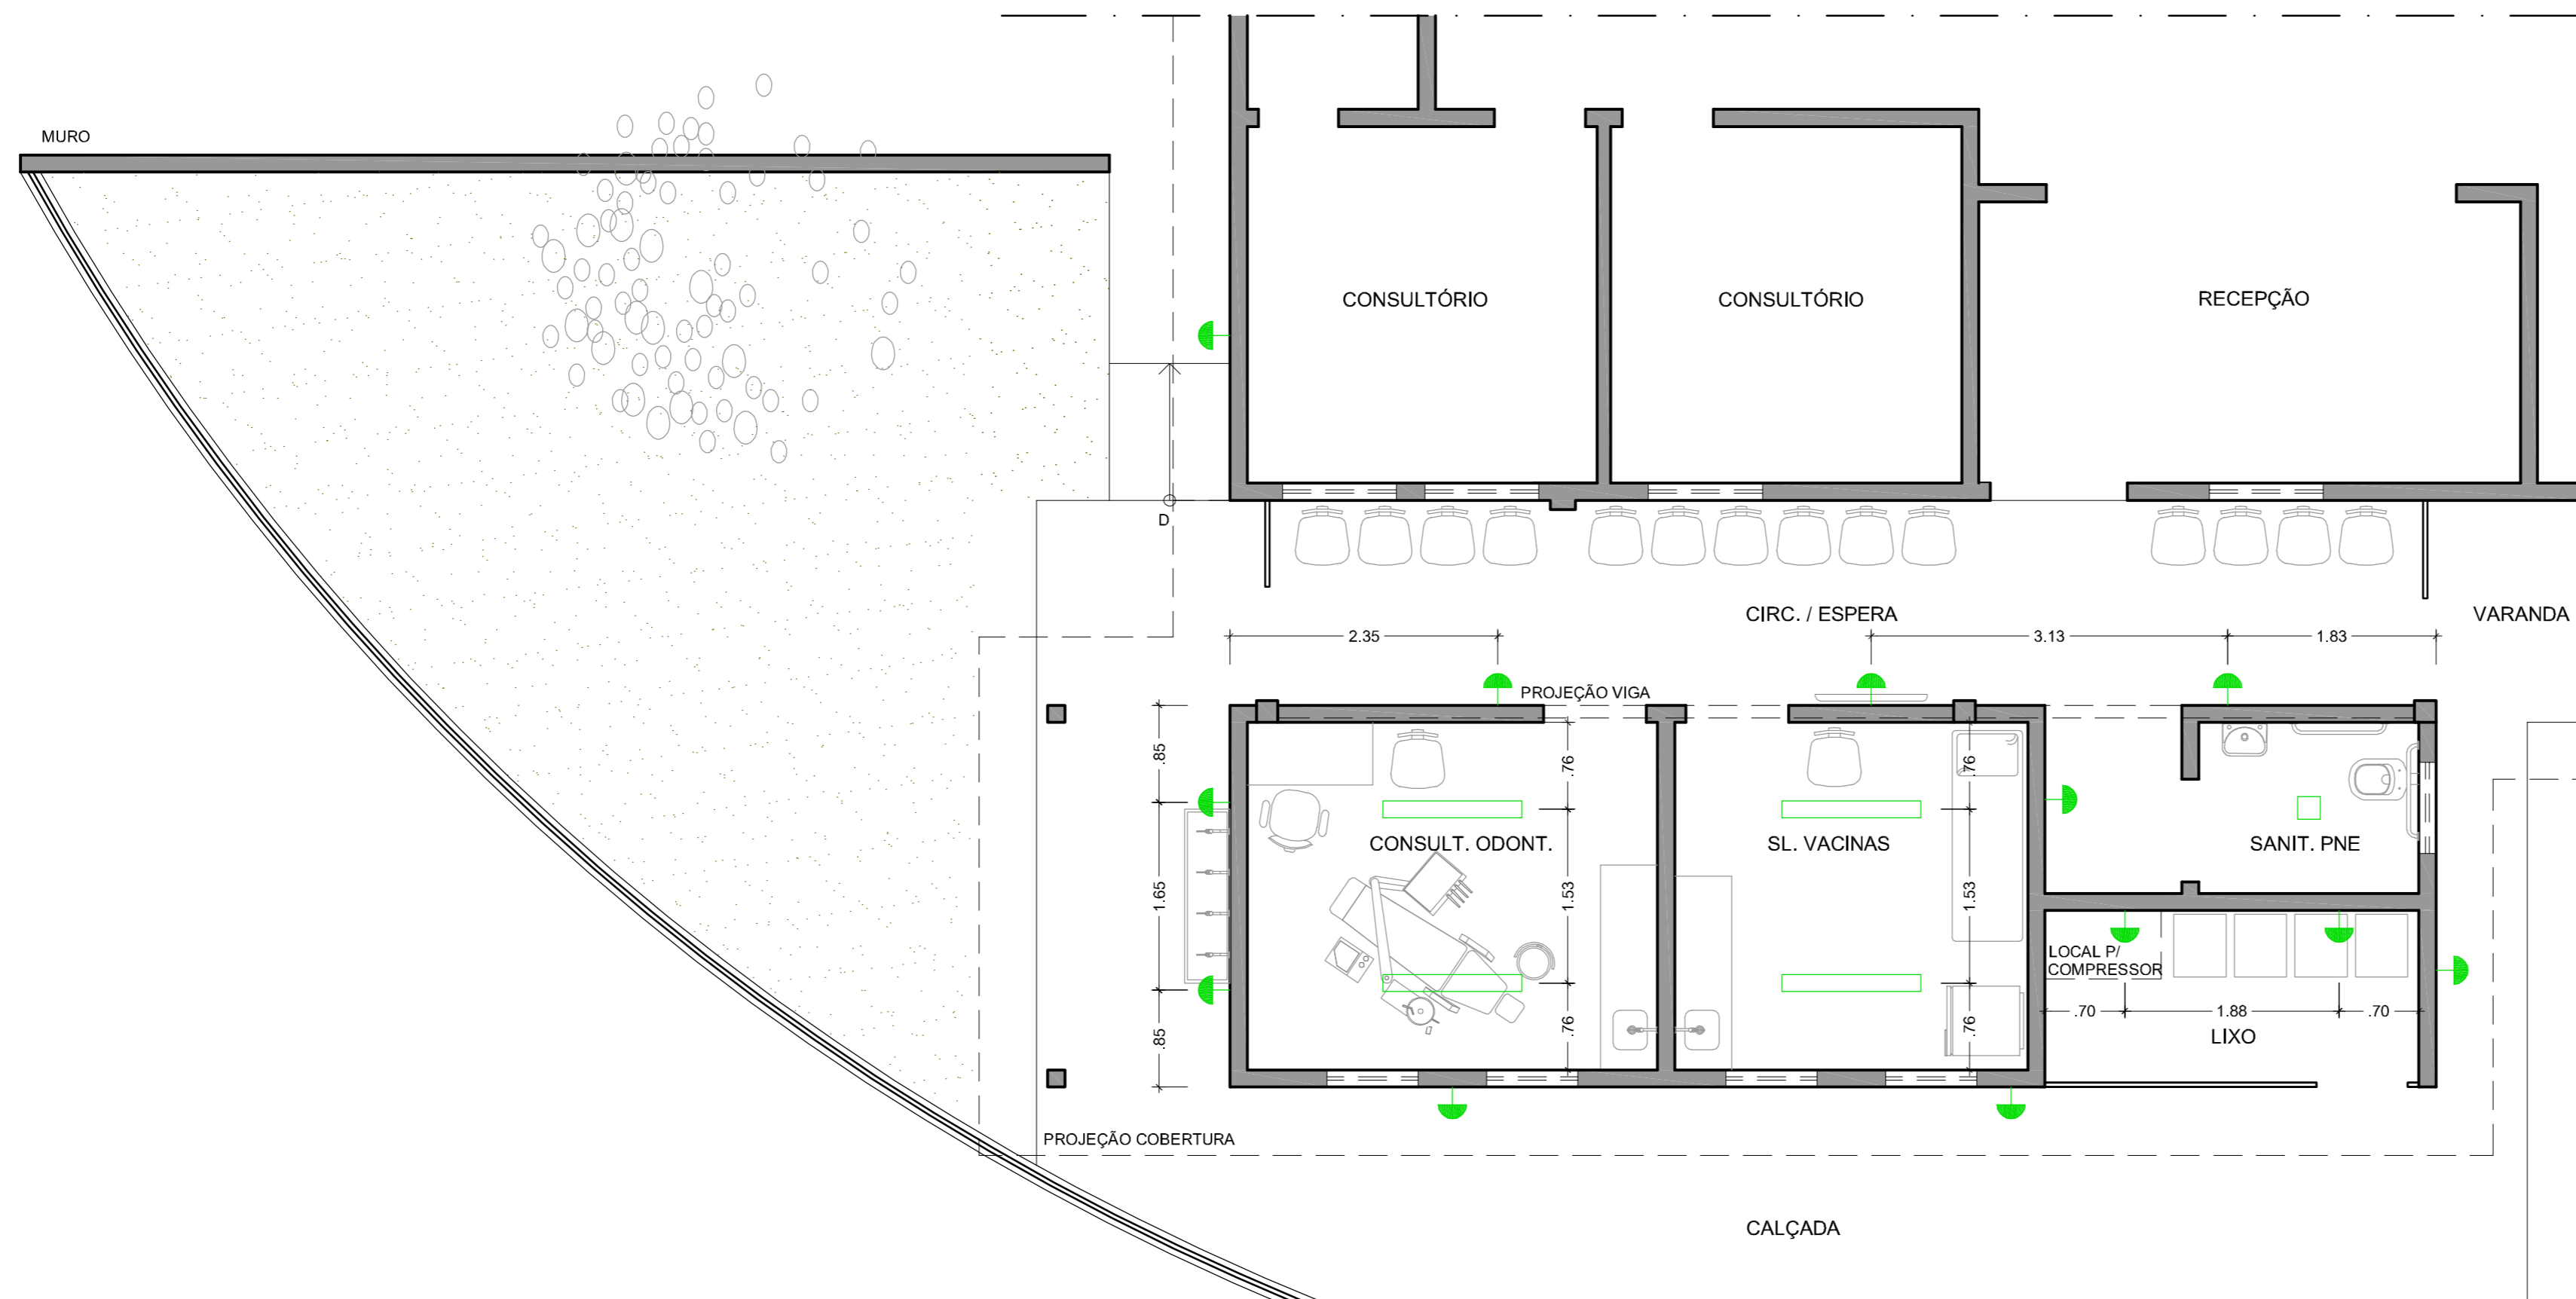 MURO
CONSULTÓRIO
CONSULTÓRIO
RECEPÇÃO
D
CIRC. / ESPERA
VARANDA
2.35
3.13
1.83
PROJEÇÃO VIGA
.85
.76
.76
CONSULT. ODONT.
SL. VACINAS
SANIT. PNE
1.65
1.53
1.53
LOCAL P/
COMPRESSOR
.70
1.88
.70
.85
.76
.76
LIXO
PROJEÇÃO COBERTURA
CALÇADA